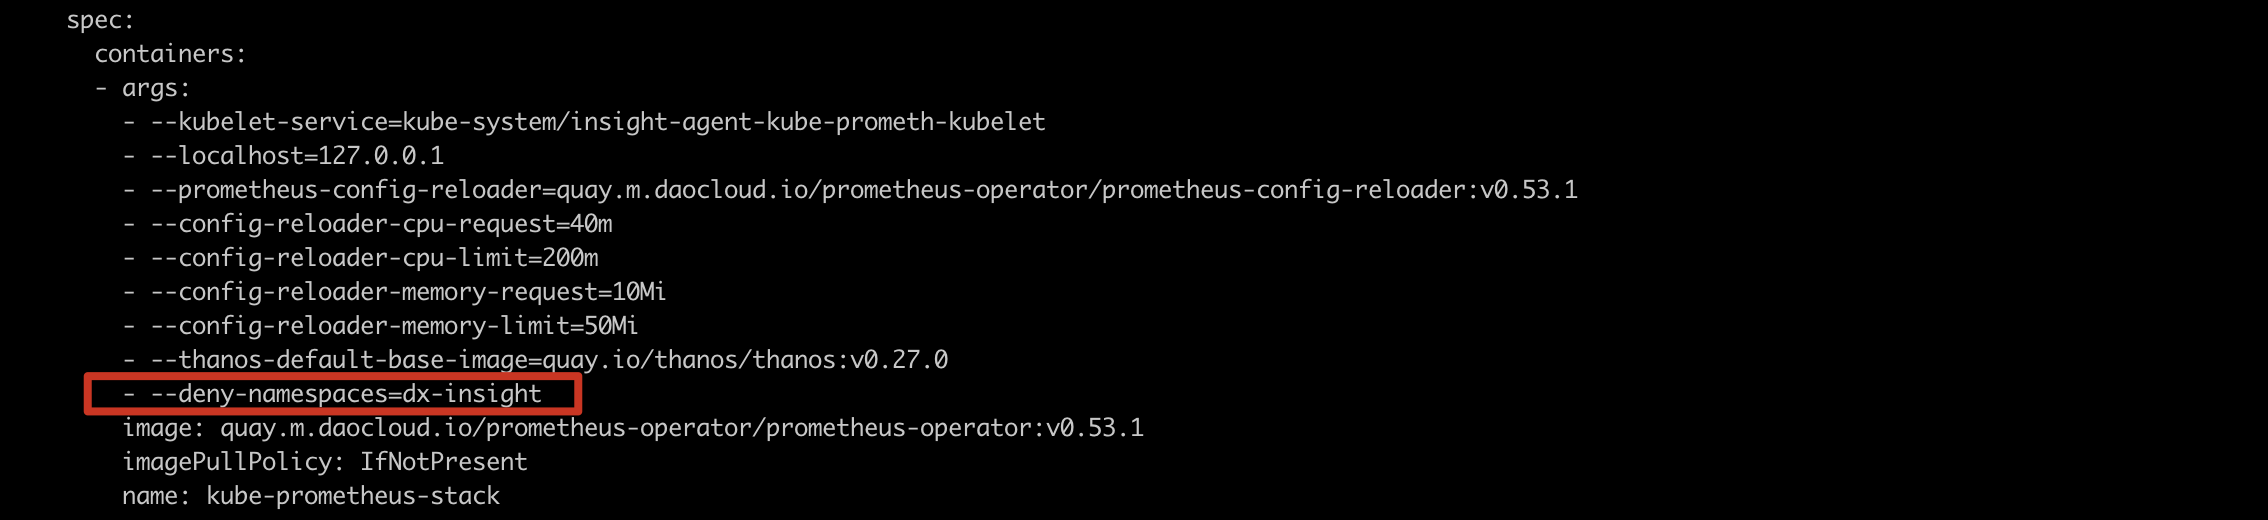 spec:
containers:
- args:
- --kubelet-service=kube-system/insight-agent-kube-prometh-kubelet
- --localhost=127.0.0.1
- --prometheus-config-reloader=quay.m.daocloud.io/prometheus-operator/prometheus-config-reloader:v0.53.1
- --config-reloader-cpu-request=40m
- --config-reloader-cpu-limit=200m
- --config-reloader-memory-request=10Mi
- --config-reloader-memory-limit=50Mi
- --thanos-default-base-image=quay.io/thanos/thanos:v0.27.0
- --deny-namespaces=dx-insight
image: quay.m.daocloud.io/prometheus-operator/prometheus-operator:v0.53.1
imagePullPolicy: IfNotPresent
name: kube-prometheus-stack